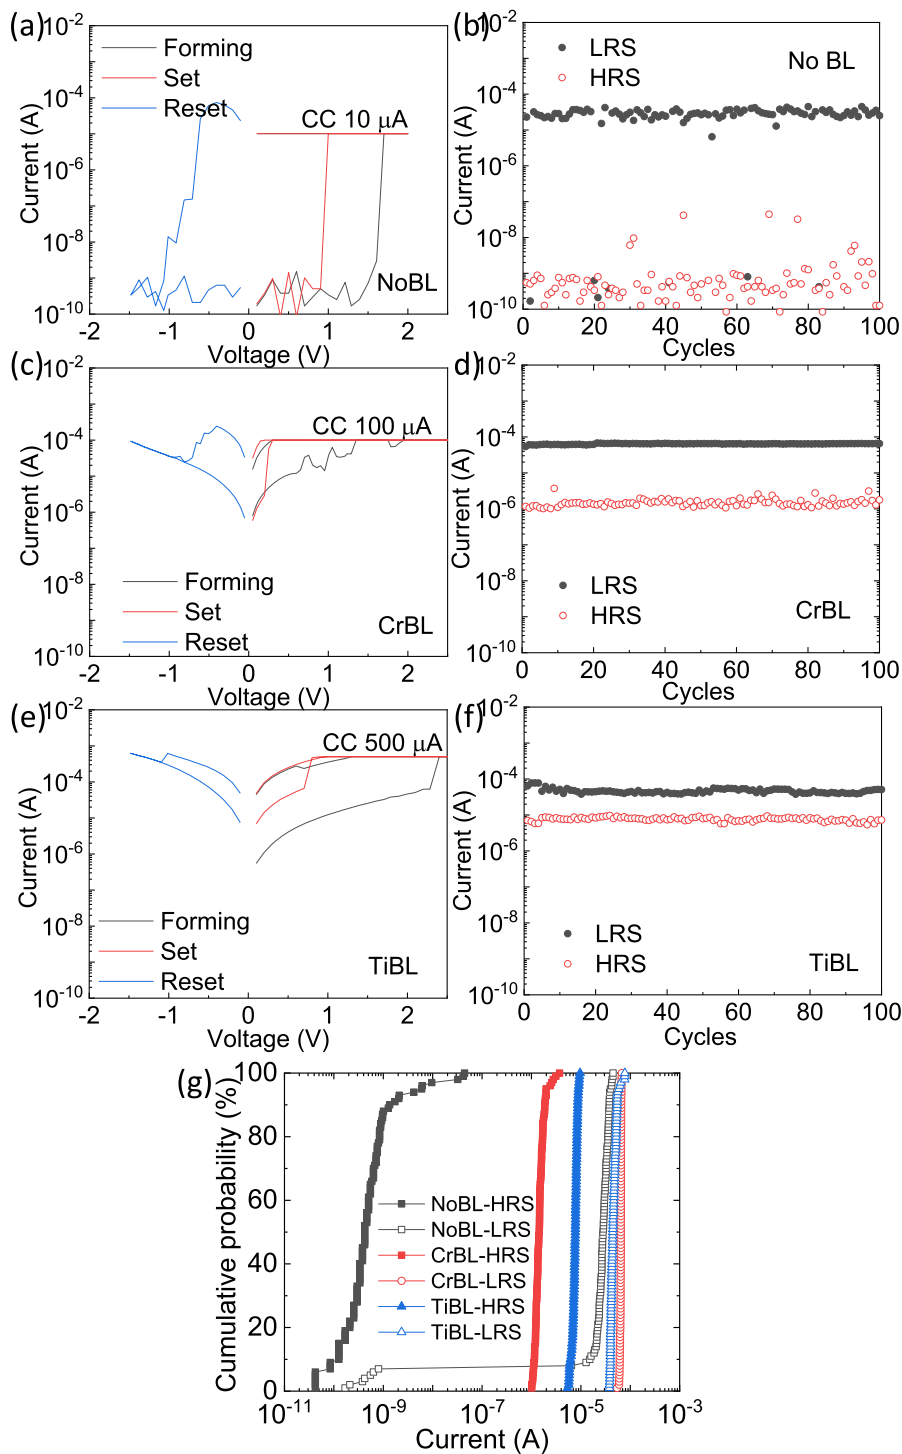 (a)
10⁻²
10⁻⁴
10⁻⁶
10⁻⁸
10⁻¹⁰
Current (A)
Forming
Set
Reset
CC 10 μA
NoBL
-2 -1 0 1 2
Voltage (V)
(b)
10⁻²
10⁻⁴
10⁻⁶
10⁻⁸
10⁻¹⁰
Current (A)
LRS
HRS
No BL
0 20 40 60 80 100
Cycles
(c)
10⁻²
10⁻⁴
10⁻⁶
10⁻⁸
10⁻¹⁰
Current (A)
CC 100 μA
Forming
Set
Reset
CrBL
-2 -1 0 1 2
Voltage (V)
(d)
10⁻²
10⁻⁴
10⁻⁶
10⁻⁸
10⁻¹⁰
Current (A)
LRS
HRS
CrBL
0 20 40 60 80 100
Cycles
(e)
10⁻²
10⁻⁴
10⁻⁶
10⁻⁸
10⁻¹⁰
Current (A)
CC 500 μA
Forming
Set
Reset
TiBL
-2 -1 0 1 2
Voltage (V)
(f)
10⁻²
10⁻⁴
10⁻⁶
10⁻⁸
10⁻¹⁰
Current (A)
LRS
HRS
TiBL
0 20 40 60 80 100
Cycles
(g)
100
80
60
40
20
0
Cumulative probability (%)
NoBL-HRS
NoBL-LRS
CrBL-HRS
CrBL-LRS
TiBL-HRS
TiBL-LRS
10⁻¹¹ 10⁻⁹ 10⁻⁷ 10⁻⁵ 10⁻³
Current (A)